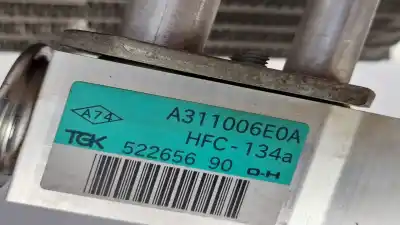 A74 A311006E0A
HFC-134a
TGK 522656 90 D-H